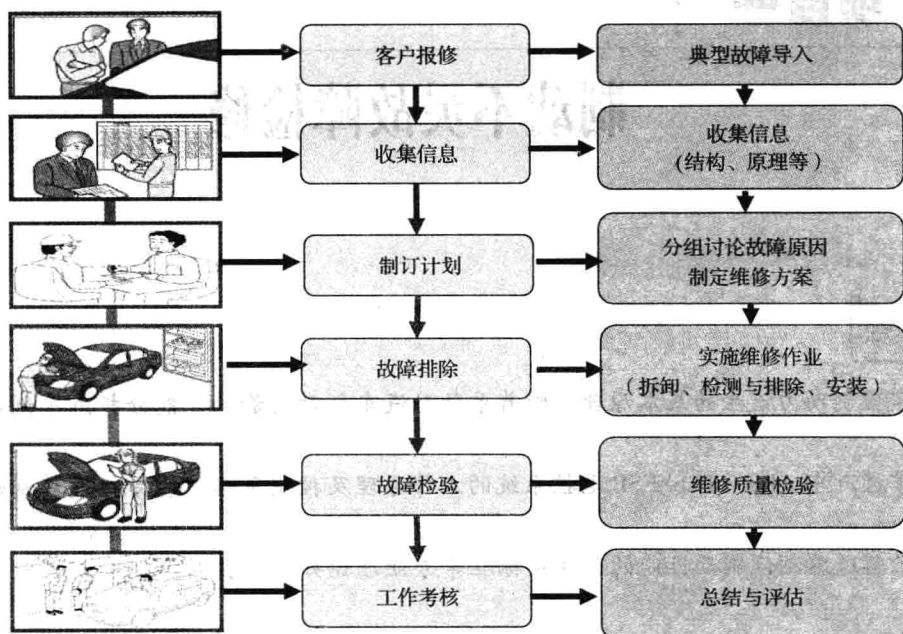 客户报修
典型故障导入
收集信息
收集信息
(结构、原理等)
制订计划
分组讨论故障原因
制定维修方案
故障排除
实施维修作业
(拆卸、检测与排除、安装)
故障检验
维修质量检验
工作考核
总结与评估